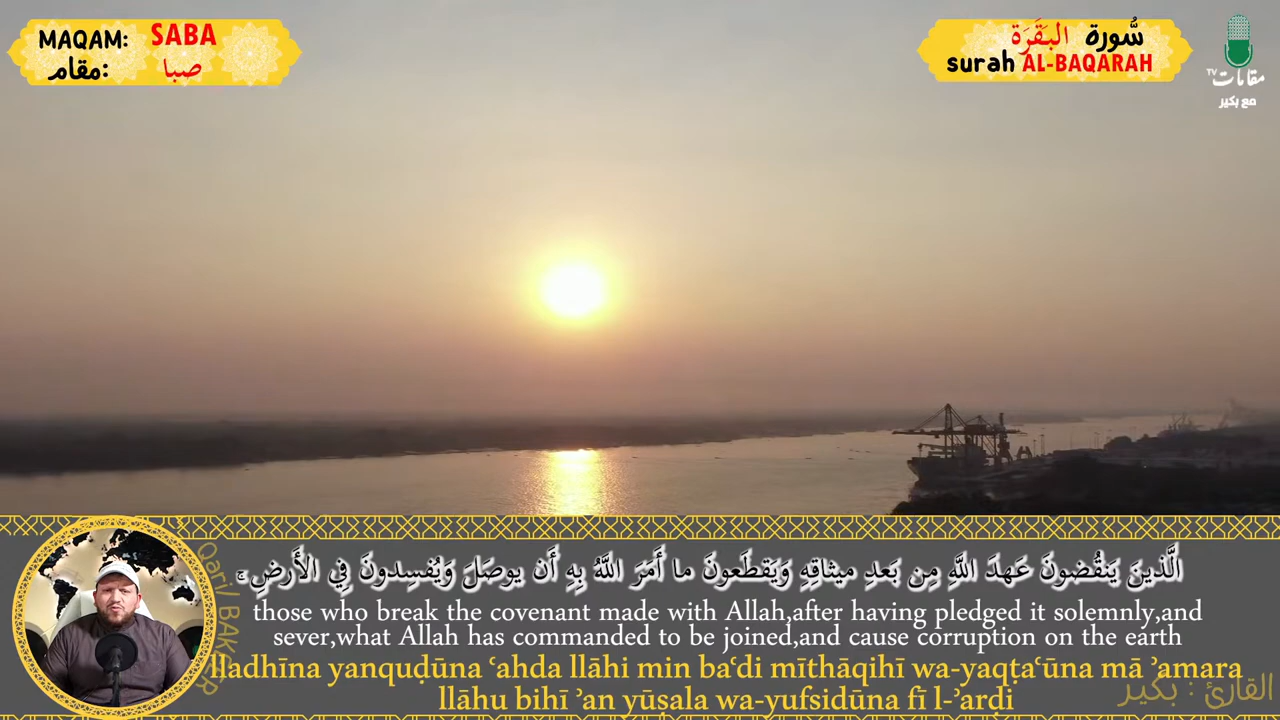 MAQAM: SABA
مقام: صبا
سُّورة البَقَرَة
surah AL-BAQARAH
مقامات TV
مع بكير
الَّذينَ يَنقُضونَ عَهدَ اللَّهِ مِن بَعدِ ميثاقِهِ وَيَقطَعونَ ما أَمَرَ اللَّهُ بِهِ أَن يوصَلَ وَيُفسِدونَ فِي الأَرضِ ۚ
those who break the covenant made with Allah,after having pledged it solemnly,and
sever,what Allah has commanded to be joined,and cause corruption on the earth
lladhīna yanquḍūna ʿahda llāhi min baʿdi mīthāqihī wa-yaqṭaʿūna mā ʾamara
llāhu bihī ʾan yūṣala wa-yufsidūna fī l-ʾarḍi
القارئ : بكير